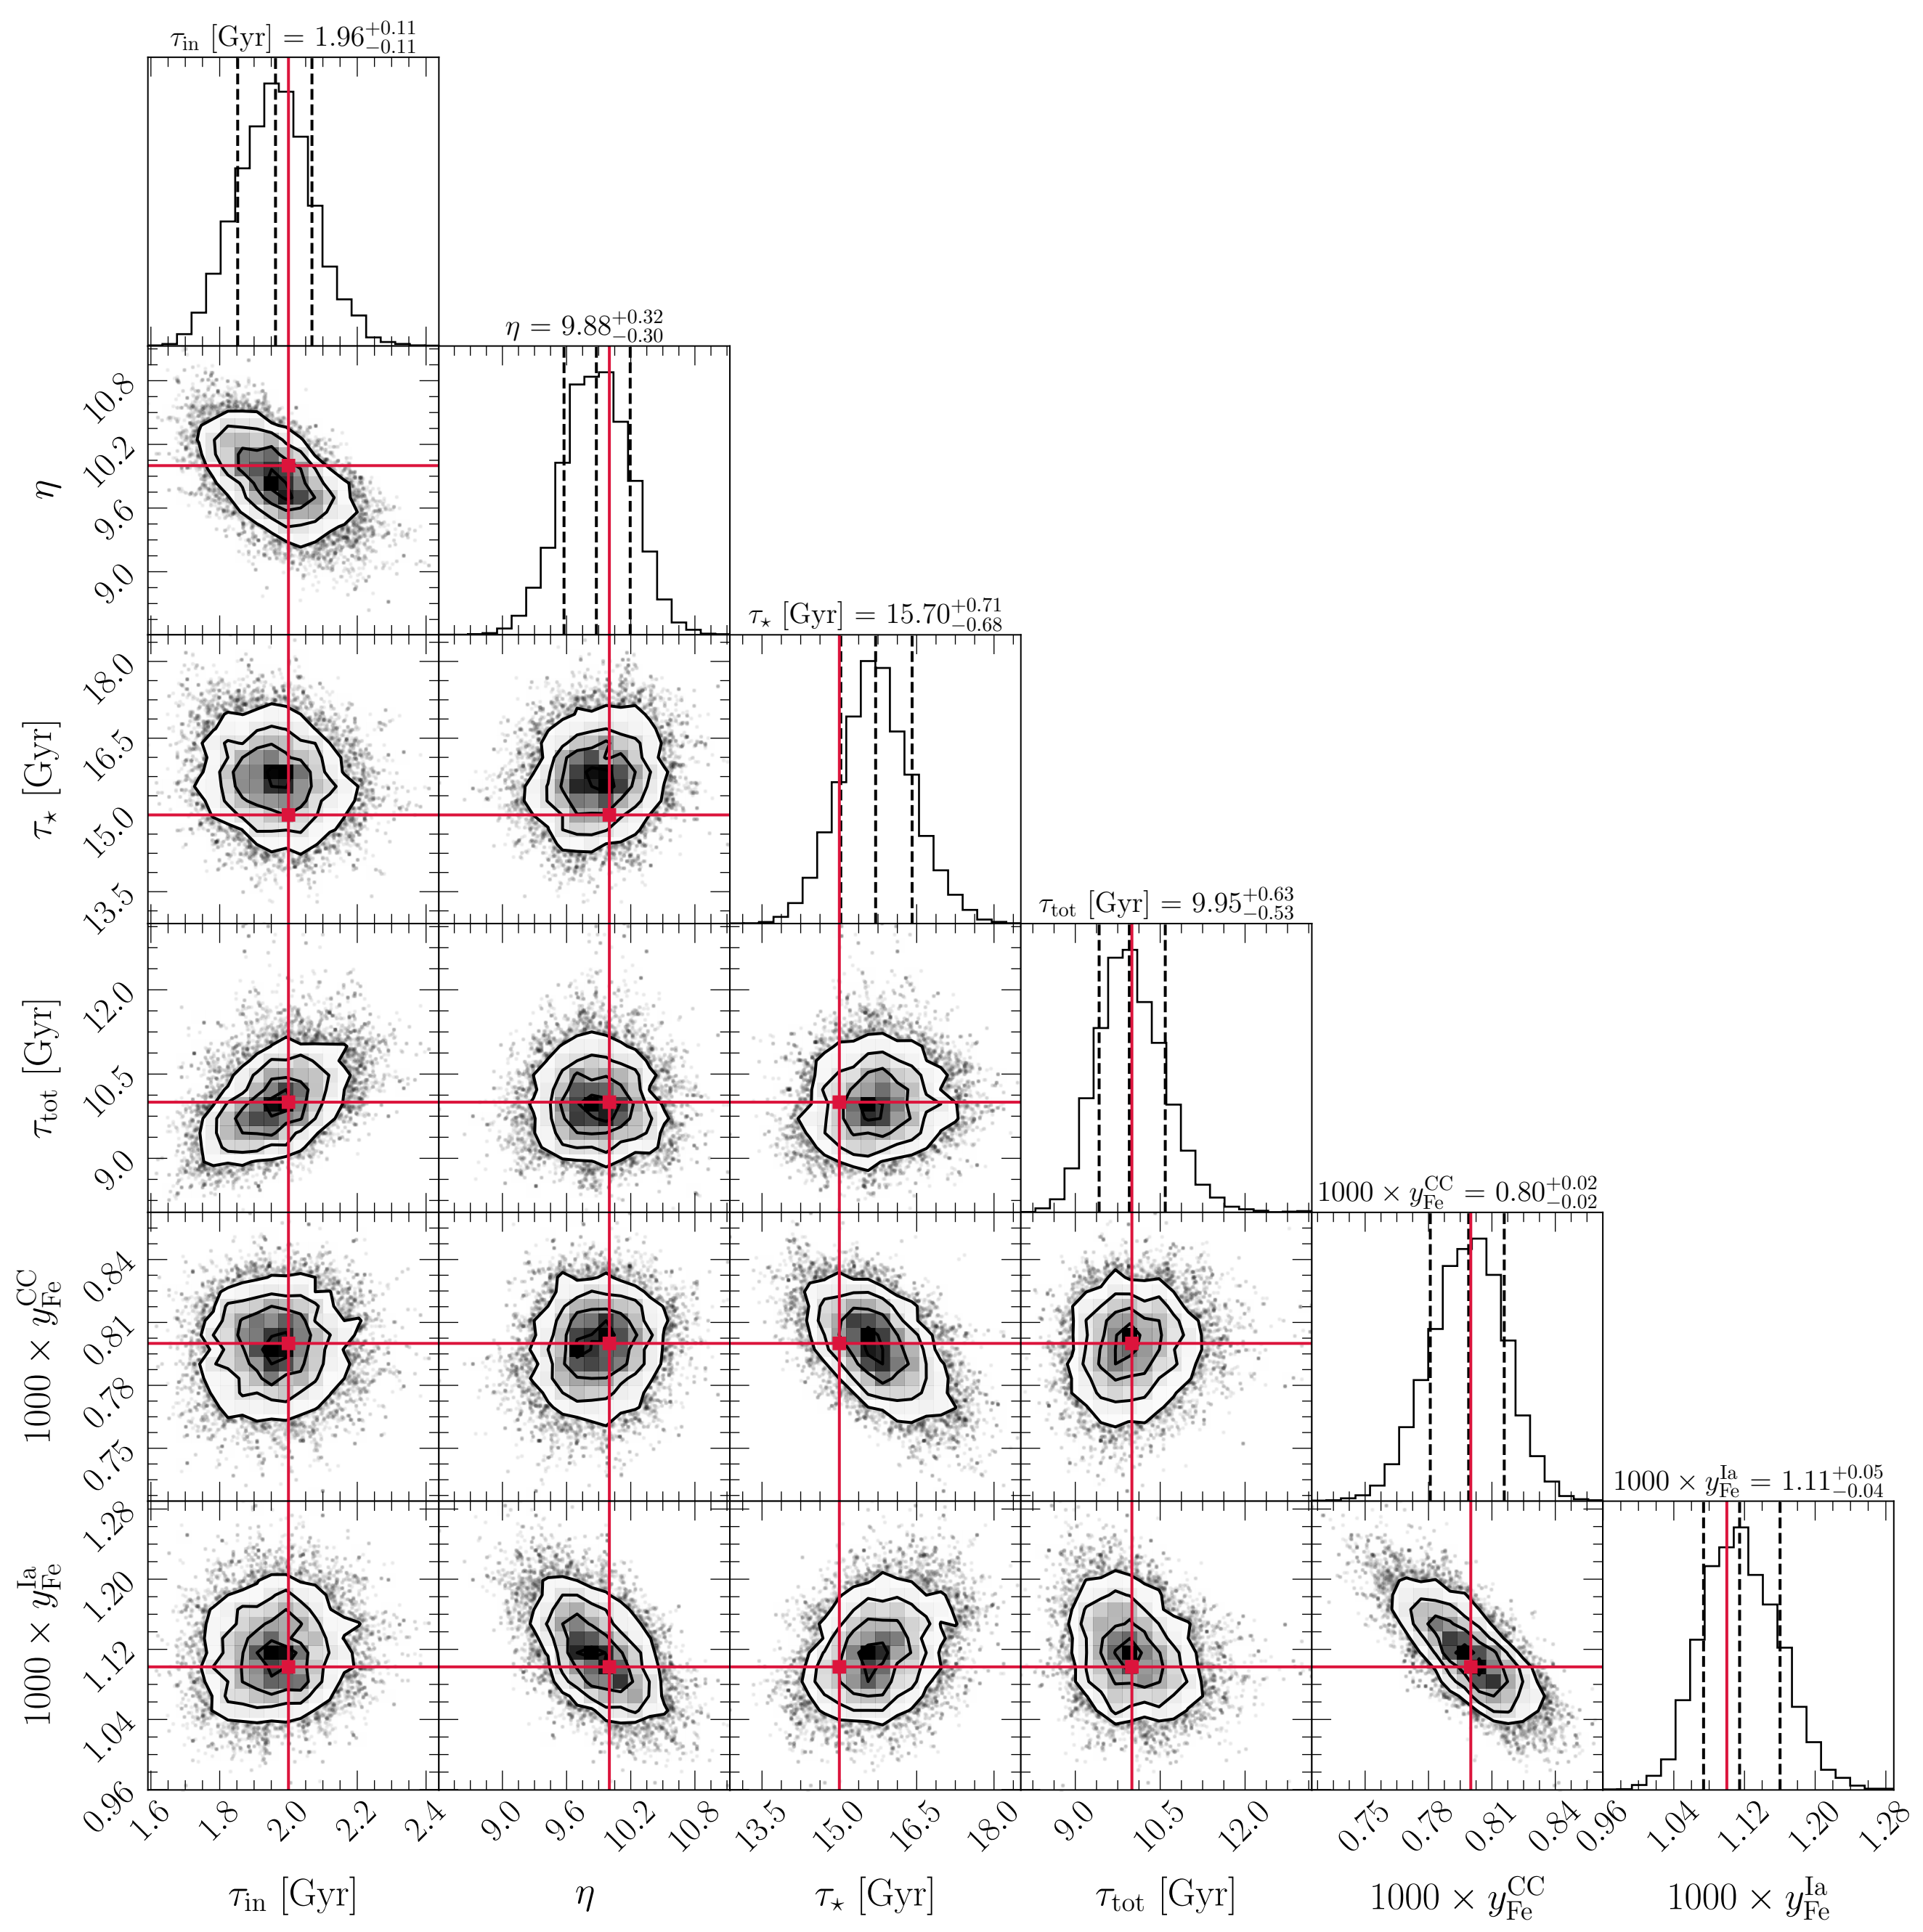 τ_in [Gyr] = 1.96^{+0.11}_{−0.11}
η = 9.88^{+0.32}_{−0.30}
10.8
10.2
9.6
9.0
η
τ⋆ [Gyr] = 15.70^{+0.71}_{−0.68}
18.0
16.5
15.0
13.5
τ⋆ [Gyr]
τ_tot [Gyr] = 9.95^{+0.63}_{−0.53}
12.0
10.5
9.0
τ_tot [Gyr]
1000 × y_Fe^CC = 0.80^{+0.02}_{−0.02}
0.84
0.81
0.78
0.75
1000 × y_Fe^CC
1000 × y_Fe^Ia = 1.11^{+0.05}_{−0.04}
1.28
1.20
1.12
1.04
0.96
1000 × y_Fe^Ia
1.6 1.8 2.0 2.2 2.4 9.0 9.6 10.2 10.8 13.5 15.0 16.5 18.0 9.0 10.5 12.0 0.75 0.78 0.81 0.84 0.96 1.04 1.12 1.20 1.28
τ_in [Gyr] η τ⋆ [Gyr] τ_tot [Gyr] 1000 × y_Fe^CC 1000 × y_Fe^Ia